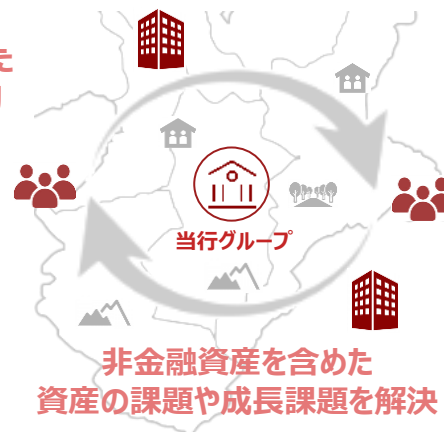 た
当行グループ
非金融資産を含めた
資産の課題や成長課題を解決